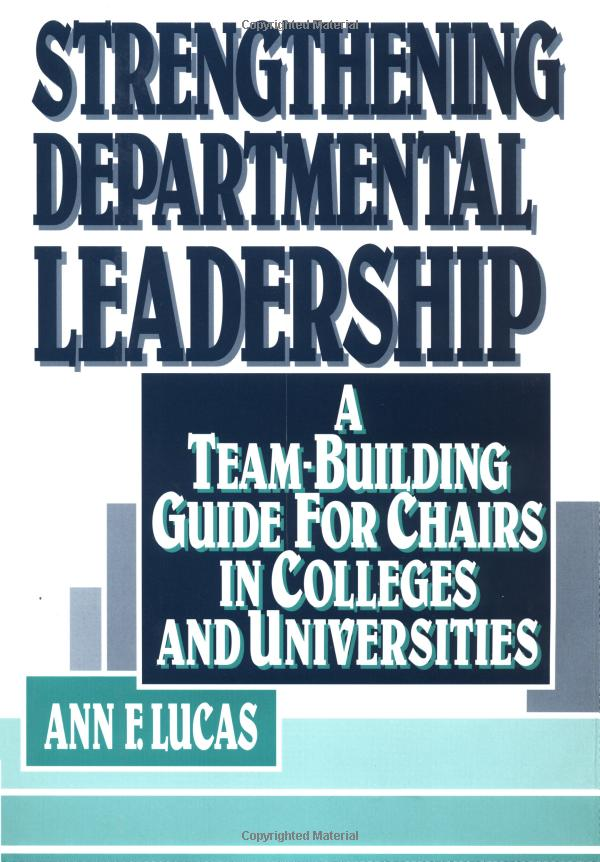 Copyrighted Material
STRENGTHENING
DEPARTMENTAL
LEADERSHIP
A
TEAM-BUILDING
GUIDE FOR CHAIRS
IN COLLEGES
AND UNIVERSITIES
ANN F. LUCAS
Copyrighted Material